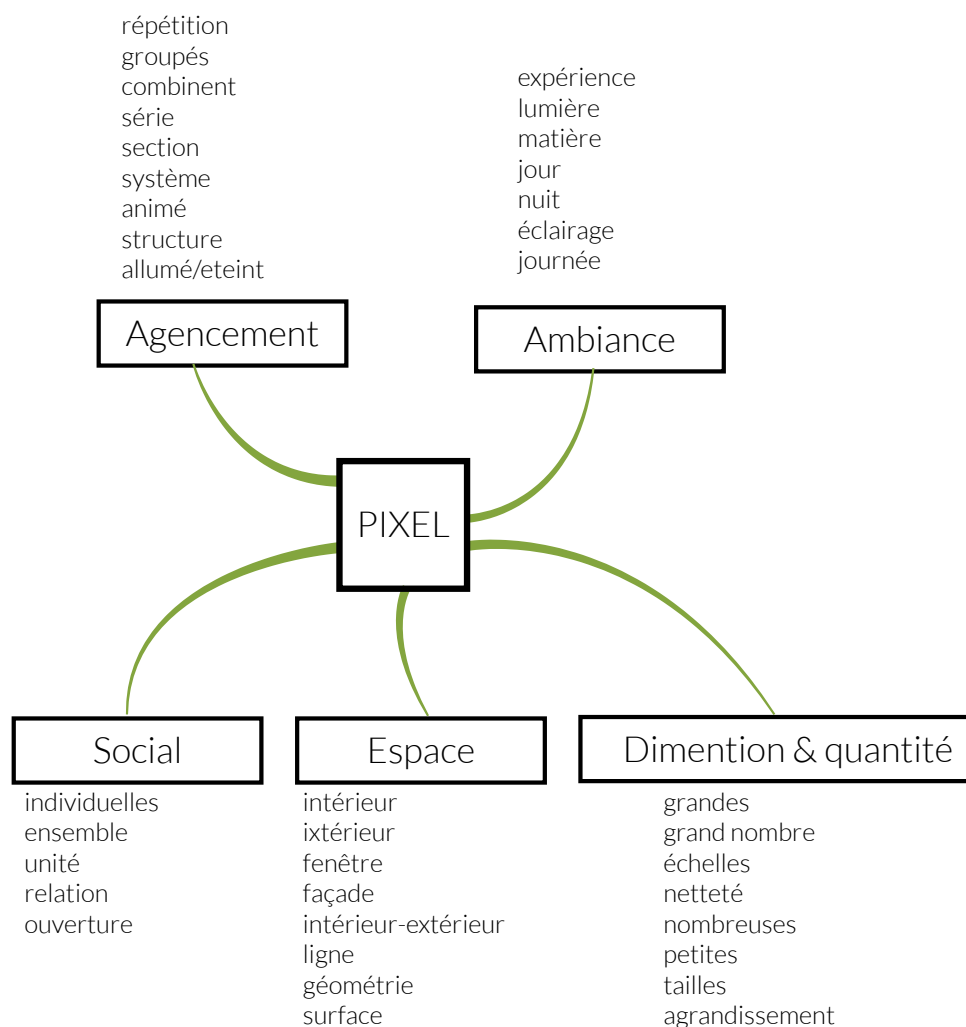 répétition
groupés
combinent
série
section
système
animé
structure
allumé/eteint
Agencement
expérience
lumière
matière
jour
nuit
éclairage
journée
Ambiance
PIXEL
Social
individuelles
ensemble
unité
relation
ouverture
Espace
intérieur
ixtérieur
fenêtre
façade
intérieur-extérieur
ligne
géométrie
surface
Dimention & quantité
grandes
grand nombre
échelles
netteté
nombreuses
petites
tailles
agrandissement